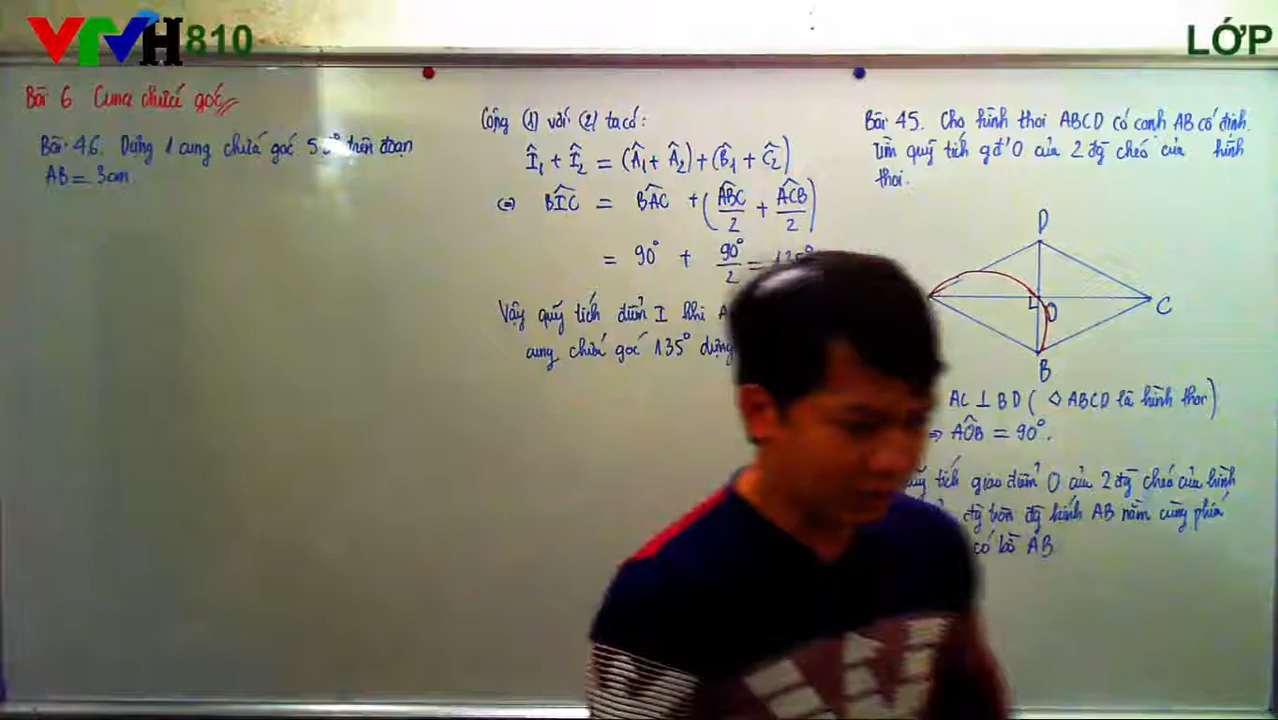 VTVH810
LỚP
Bài 6 Cung chứa góc
Bài 46. Dựng 1 cung chứa góc 55° trên đoạn
AB = 3cm
Cộng (1) với (2) ta có:
Î₁ + Î₂ = (Â₁ + Â₂) + (B̂₁ + Ĉ₂)
⇔ BÎC = BÂC + (ABC/2 + ACB/2)
= 90° + 90°/2 = 135°
Vậy quỹ tích điểm I khi A
cung chứa góc 135° dựng
Bài 45. Cho hình thoi ABCD có cạnh AB cố định.
Tìm quỹ tích gđ' O của 2 đg chéo của hình
thoi.
D
O
C
B
AC ⊥ BD ( ◇ ABCD là hình thoi)
⇒ AÔB = 90°.
tích giao điểm O của 2 đg chéo của hình
đg tròn đg kính AB nằm cùng phía
có bờ AB